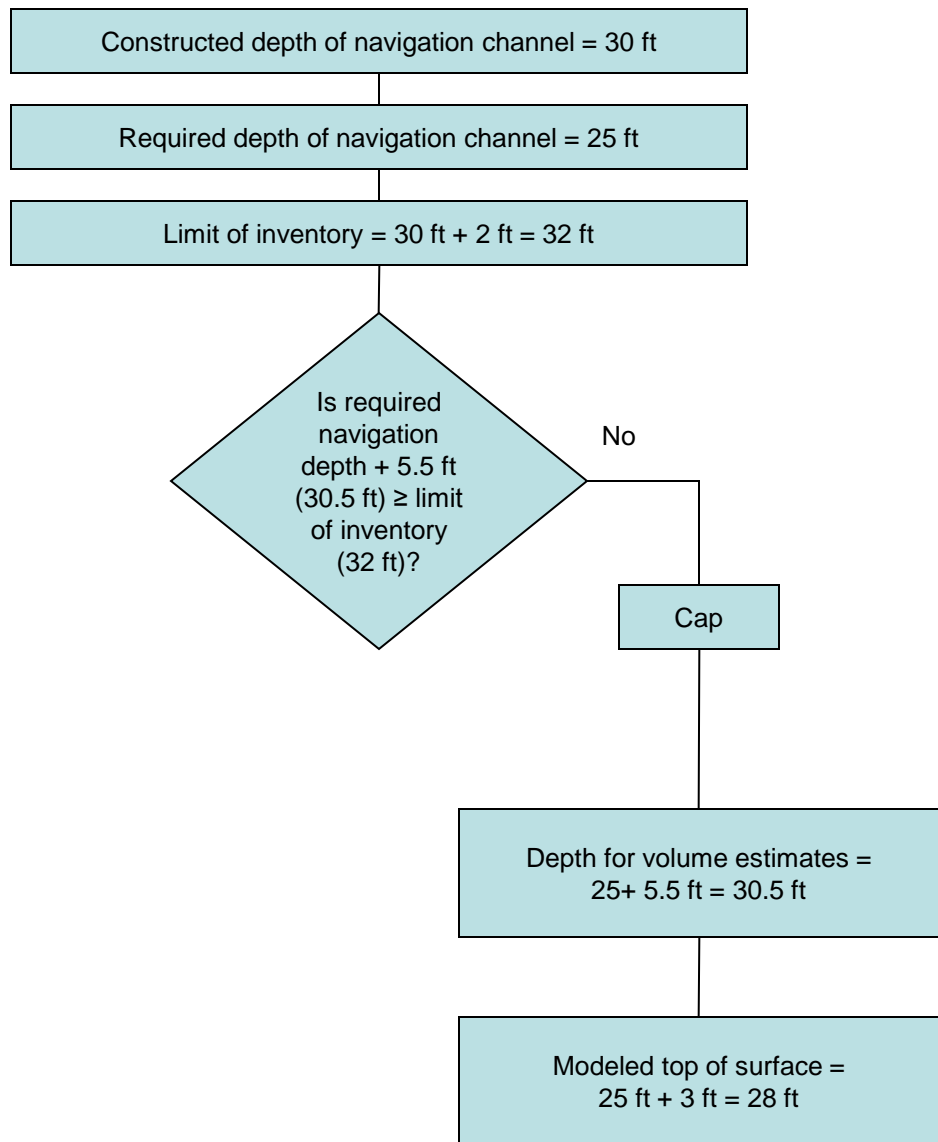 Constructed depth of navigation channel = 30 ft
Required depth of navigation channel = 25 ft
Limit of inventory = 30 ft + 2 ft = 32 ft
Is required
navigation
depth + 5.5 ft
(30.5 ft) ≥ limit
of inventory
(32 ft)?
No
Cap
Depth for volume estimates =
25+ 5.5 ft = 30.5 ft
Modeled top of surface =
25 ft + 3 ft = 28 ft